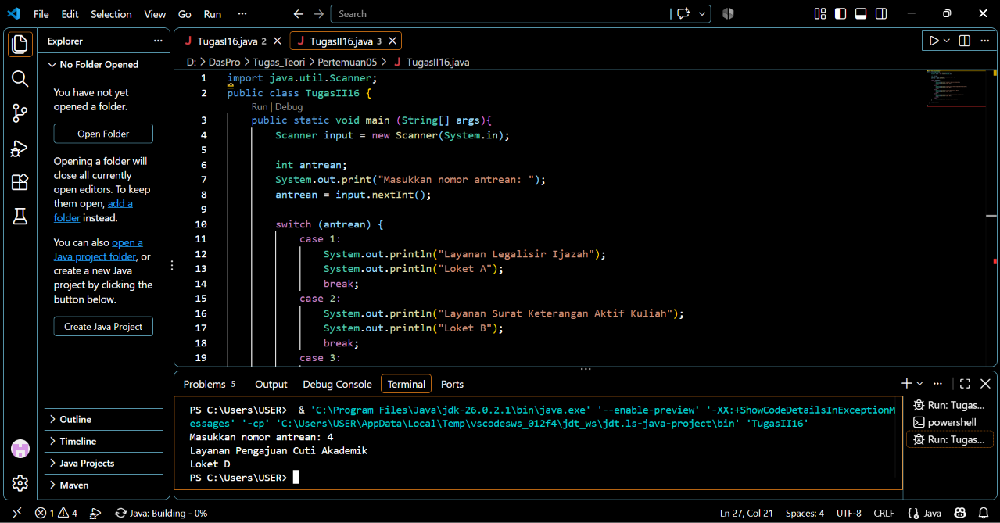 File Edit Selection View Go Run ··· Search
Explorer ···
No Folder Opened
You have not yet
opened a folder.
Open Folder
Opening a folder will
close all currently
open editors. To keep
them open, add a
folder instead.
You can also open a
Java project folder, or
create a new Java
project by clicking the
button below.
Create Java Project
Outline
Timeline
Java Projects
Maven
J TugasI16.java 2
J TugasII16.java 3
D: > DasPro > Tugas_Teori > Pertemuan05 > J TugasII16.java
1 import java.util.Scanner;
2 public class TugasII16 {
Run | Debug
3 public static void main (String[] args){
4 Scanner input = new Scanner(System.in);
5
6 int antrean;
7 System.out.print("Masukkan nomor antrean: ");
8 antrean = input.nextInt();
9
10 switch (antrean) {
11 case 1:
12 System.out.println("Layanan Legalisir Ijazah");
13 System.out.println("Loket A");
14 break;
15 case 2:
16 System.out.println("Layanan Surat Keterangan Aktif Kuliah");
17 System.out.println("Loket B");
18 break;
19 case 3:
Problems 5 Output Debug Console Terminal Ports
PS C:\Users\USER>  & 'C:\Program Files\Java\jdk-26.0.2.1\bin\java.exe' '--enable-preview' '-XX:+ShowCodeDetailsInExceptionM
essages' '-cp' 'C:\Users\USER\AppData\Local\Temp\vscodesws_012f4\jdt_ws\jdt.ls-java-project\bin' 'TugasII16'
Masukkan nomor antrean: 4
Layanan Pengajuan Cuti Akademik
Loket D
PS C:\Users\USER>
Run: Tugas...
powershell
Run: Tugas...
1 4 Java: Building - 0% Ln 27, Col 21 Spaces: 4 UTF-8 CRLF {} Java